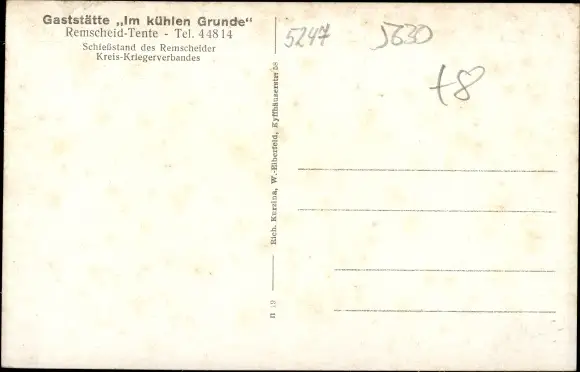 Gaststätte „Im kühlen Grunde“
Remscheid-Tente - Tel. 44814
Schießstand des Remscheider
Kreis-Kriegerverbandes
5247
5630
+8
Rich. Kurzina, W.-Elberfeld, Kyffhäuserstr 58